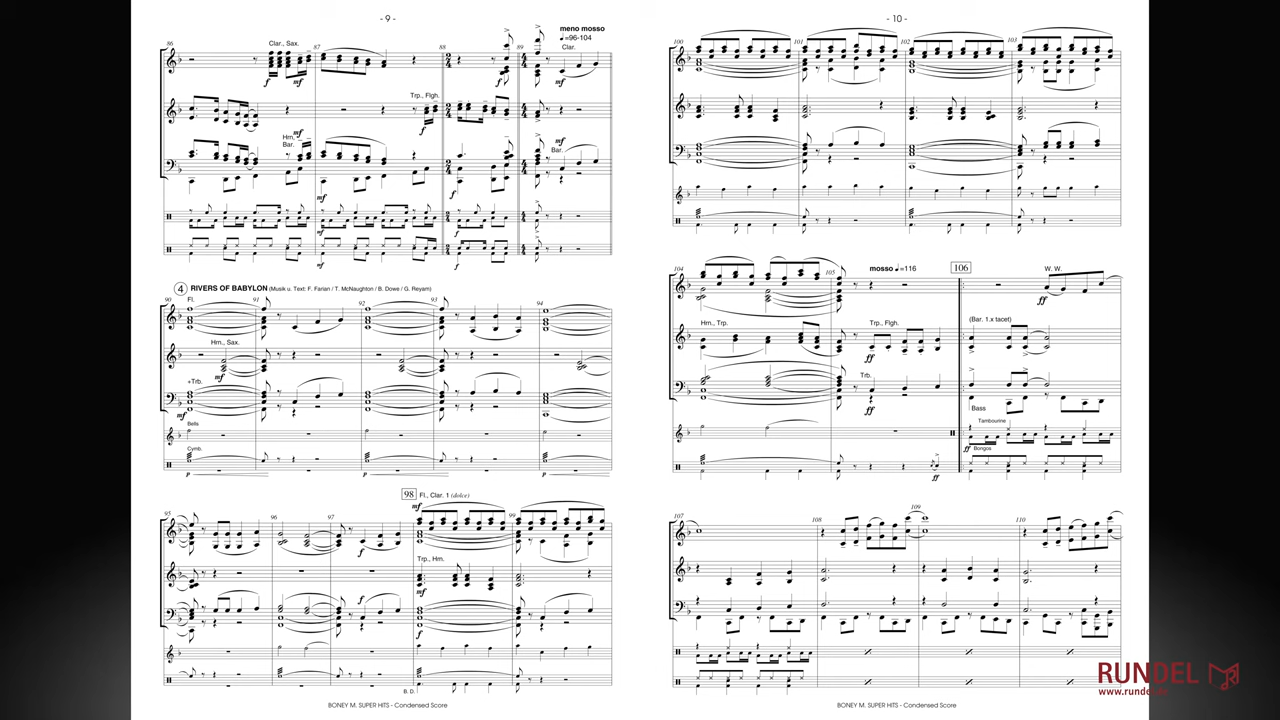 - 9 -
meno mosso
♩=96-104
86
Clar., Sax.
87
88
89
Clar.
f
mf
f
mf
Trp., Flgh.
f
Hrn.
Bar.
mf
mf
Bar.
mf
mf
f
mf
f
mf
f
4 RIVERS OF BABYLON (Musik u. Text: F. Farian / T. McNaughton / B. Dowe / G. Reyam)
90
Fl.
91
92
93
94
Hrn., Sax.
mf
+Trb.
mf
Bells
Cymb.
p
p
p
98 Fl., Clar. 1 (dolce)
95
96
97
mf
99
f
Trp., Hrn.
mf
f
f
B. D.
BONEY M. SUPER HITS - Condensed Score
- 10 -
100
101
102
103
104
105
mosso ♩=116
106
W. W.
ff
Hrn., Trp.
Trp., Flgh.
(Bar. 1.x tacet)
ff
Trb.
ff
Bass
Tambourine
ff
Bongos
ff
107
108
109
110
BONEY M. SUPER HITS - Condensed Score
RUNDEL
www.rundel.de